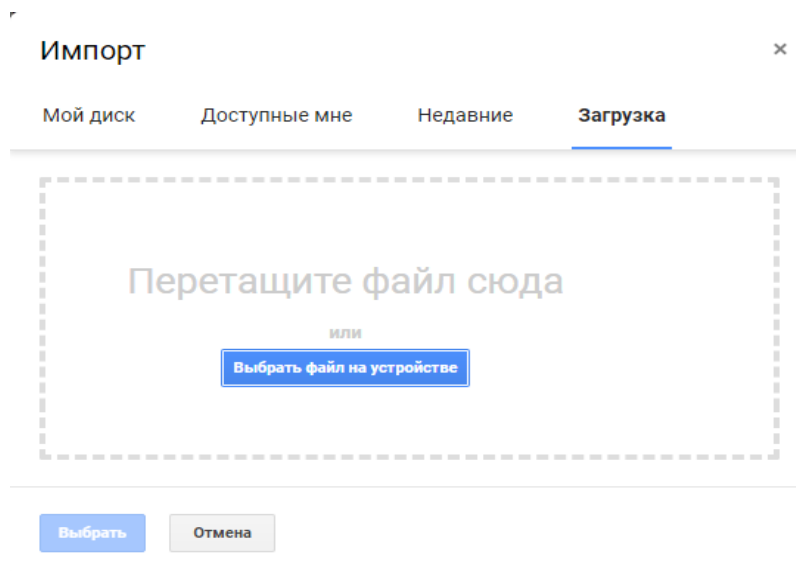 Импорт ×
Мой диск Доступные мне Недавние Загрузка
Перетащите файл сюда
или
Выбрать файл на устройстве
Выбрать Отмена